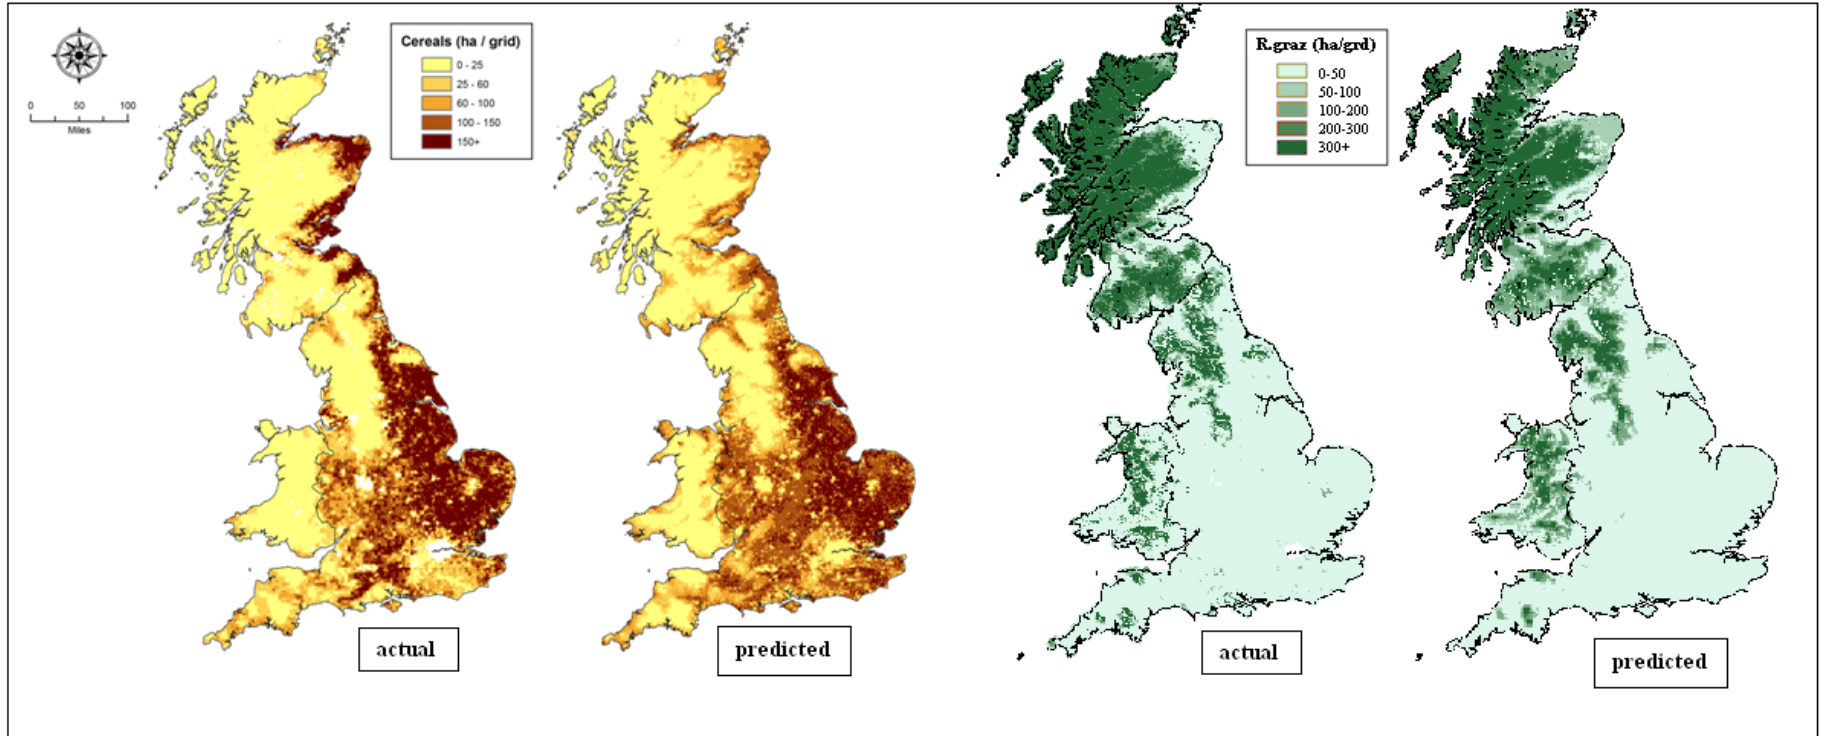 0 50 100
Miles
Cereals (ha / grid)
0 - 25
25 - 60
60 - 100
100 - 150
150+
actual
predicted
R.graz (ha/grd)
0-50
50-100
100-200
200-300
300+
actual
predicted